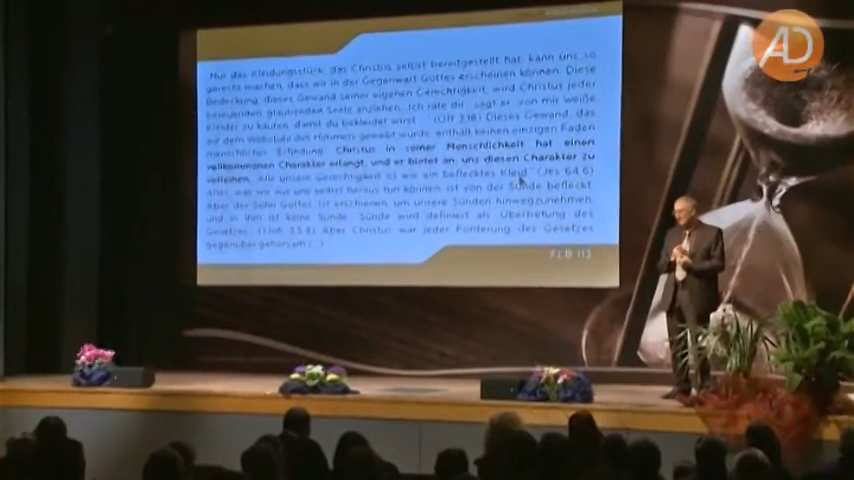 AD
Nur das Kleidungsstück, das Christus selbst bereitgestellt hat, kann uns so
gerecht machen, dass wir in der Gegenwart Gottes erscheinen können. Diese
Bedeckung, dieses Gewand seiner eigenen Gerechtigkeit, wird Christus jeder
bereuenden glaubenden Seele anziehen. „Ich rate dir", sagt er, „von mir weiße
Kleider zu kaufen, damit du bekleidet wirst ..." (Off 3,18) Dieses Gewand, das
auf dem Webstuhl des Himmels gewebt wurde, enthält keinen einzigen Faden
menschlicher Erfindung. Christus in seiner Menschlichkeit hat einen
vollkommenen Charakter erlangt, und er bietet an, uns diesen Charakter zu
verleihen. „Alle unsere Gerechtigkeit ist wie ein beflecktes Kleid." (Jes 64,6)
Alles, was wir aus uns selbst heraus tun können, ist von der Sünde befleckt.
Aber der Sohn Gottes ist erschienen, um unsere Sünden hinwegzunehmen,
und in ihm ist keine Sünde. Sünde wird definiert als Übertretung des
Gesetzes. (1Joh 3,5.4) Aber Christus war jeder Forderung des Gesetzes
gegenüber gehorsam (...)
FLB 113